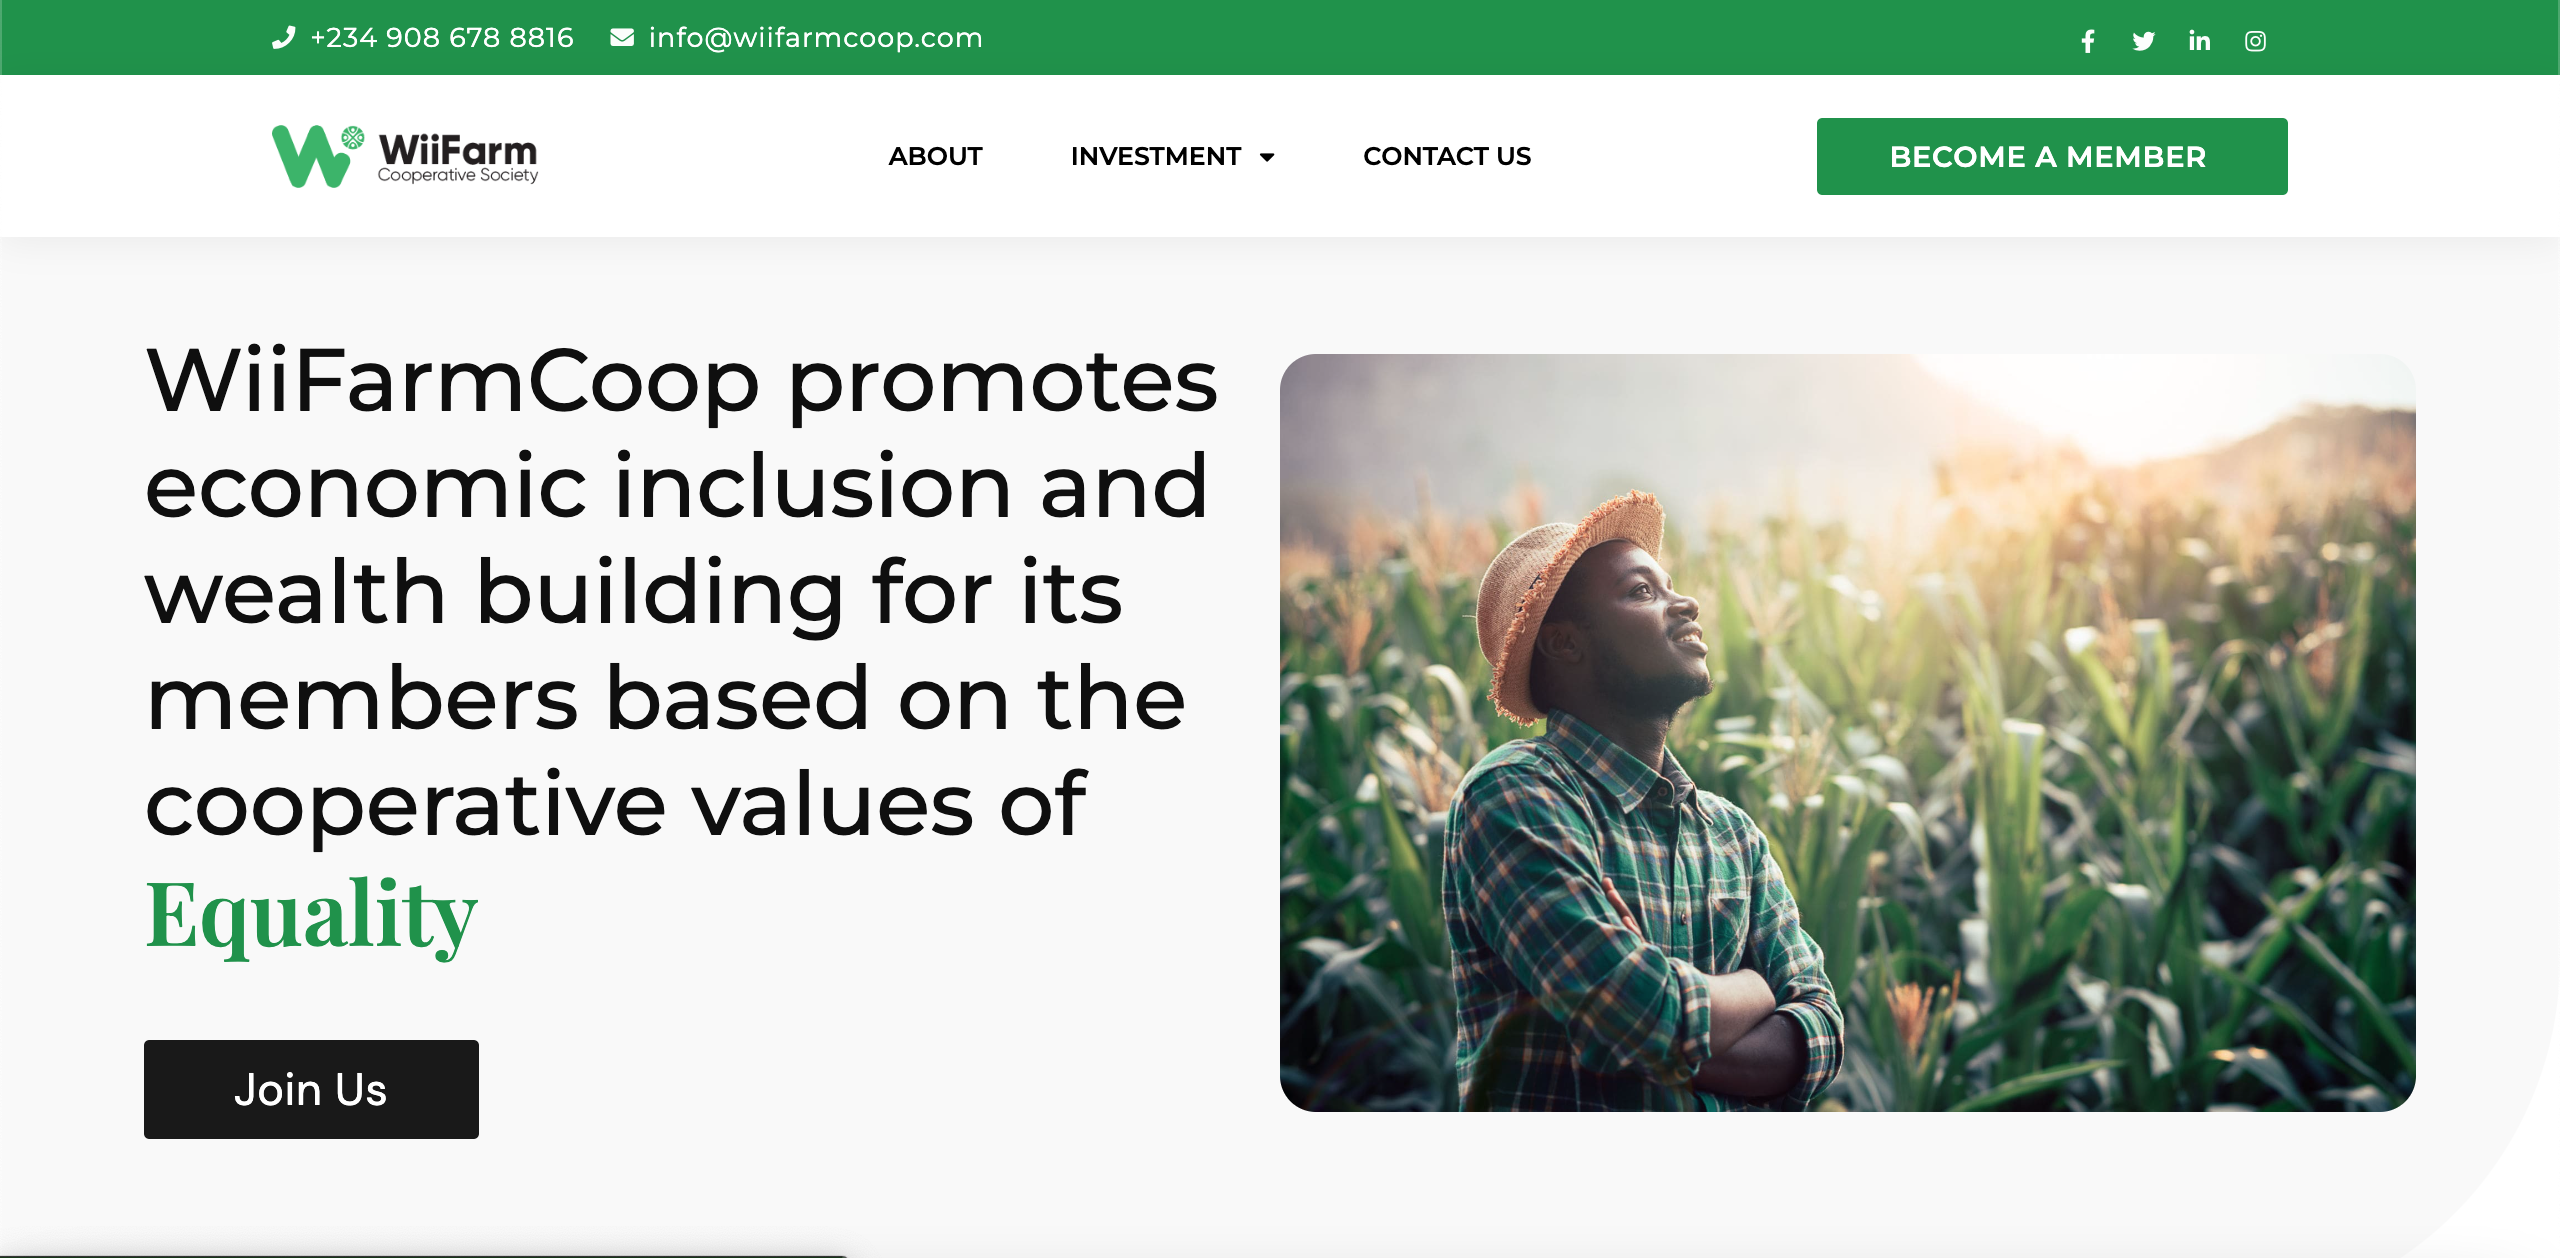 +234 908 678 8816 info@wiifarmcoop.com
WiiFarm
Cooperative Society
ABOUT INVESTMENT CONTACT US
BECOME A MEMBER
WiiFarmCoop promotes
economic inclusion and
wealth building for its
members based on the
cooperative values of
Equality
Join Us